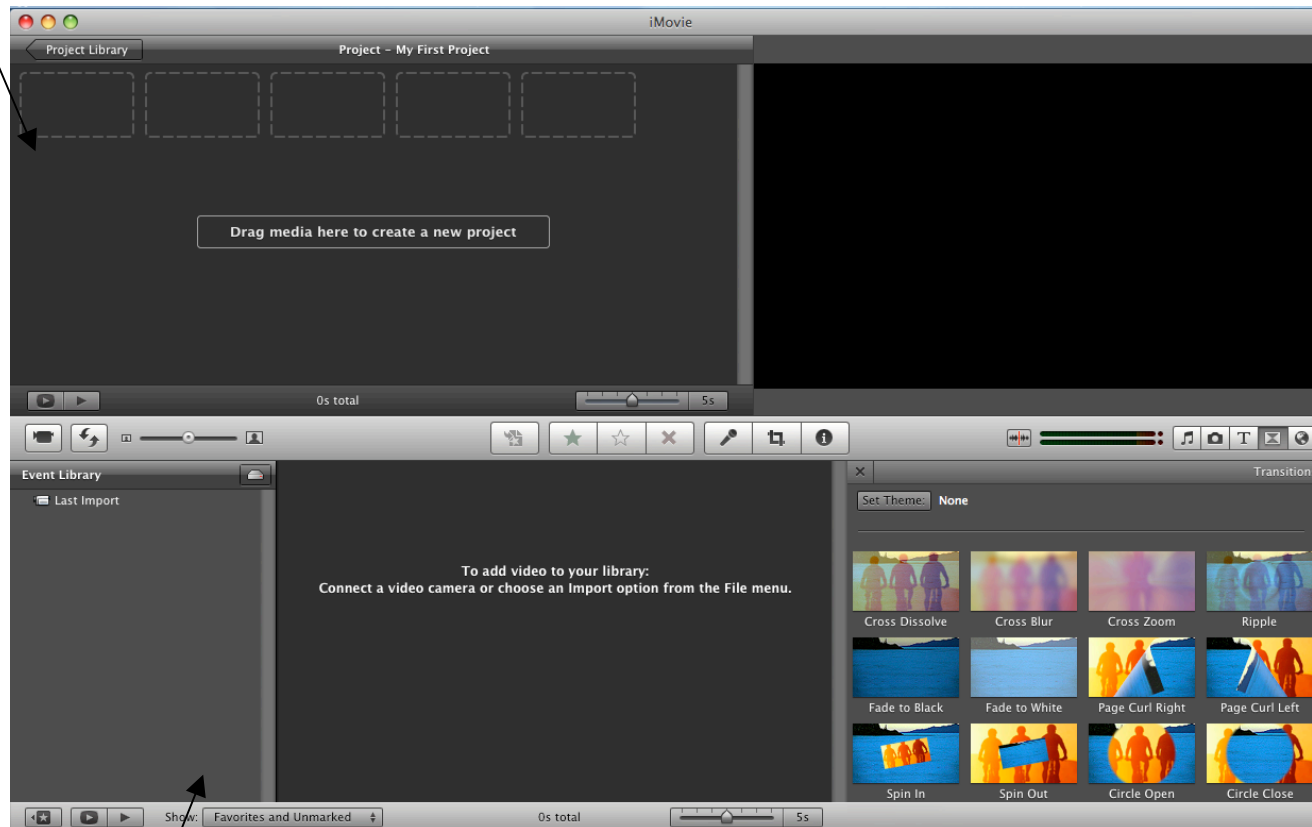 iMovie
Project Library
Project - My First Project
Drag media here to create a new project
0s total
5s
T
Event Library
Last Import
To add video to your library:
Connect a video camera or choose an Import option from the File menu.
Transition
Set Theme: None
Cross Dissolve
Cross Blur
Cross Zoom
Ripple
Fade to Black
Fade to White
Page Curl Right
Page Curl Left
Spin In
Spin Out
Circle Open
Circle Close
Show: Favorites and Unmarked
0s total
5s